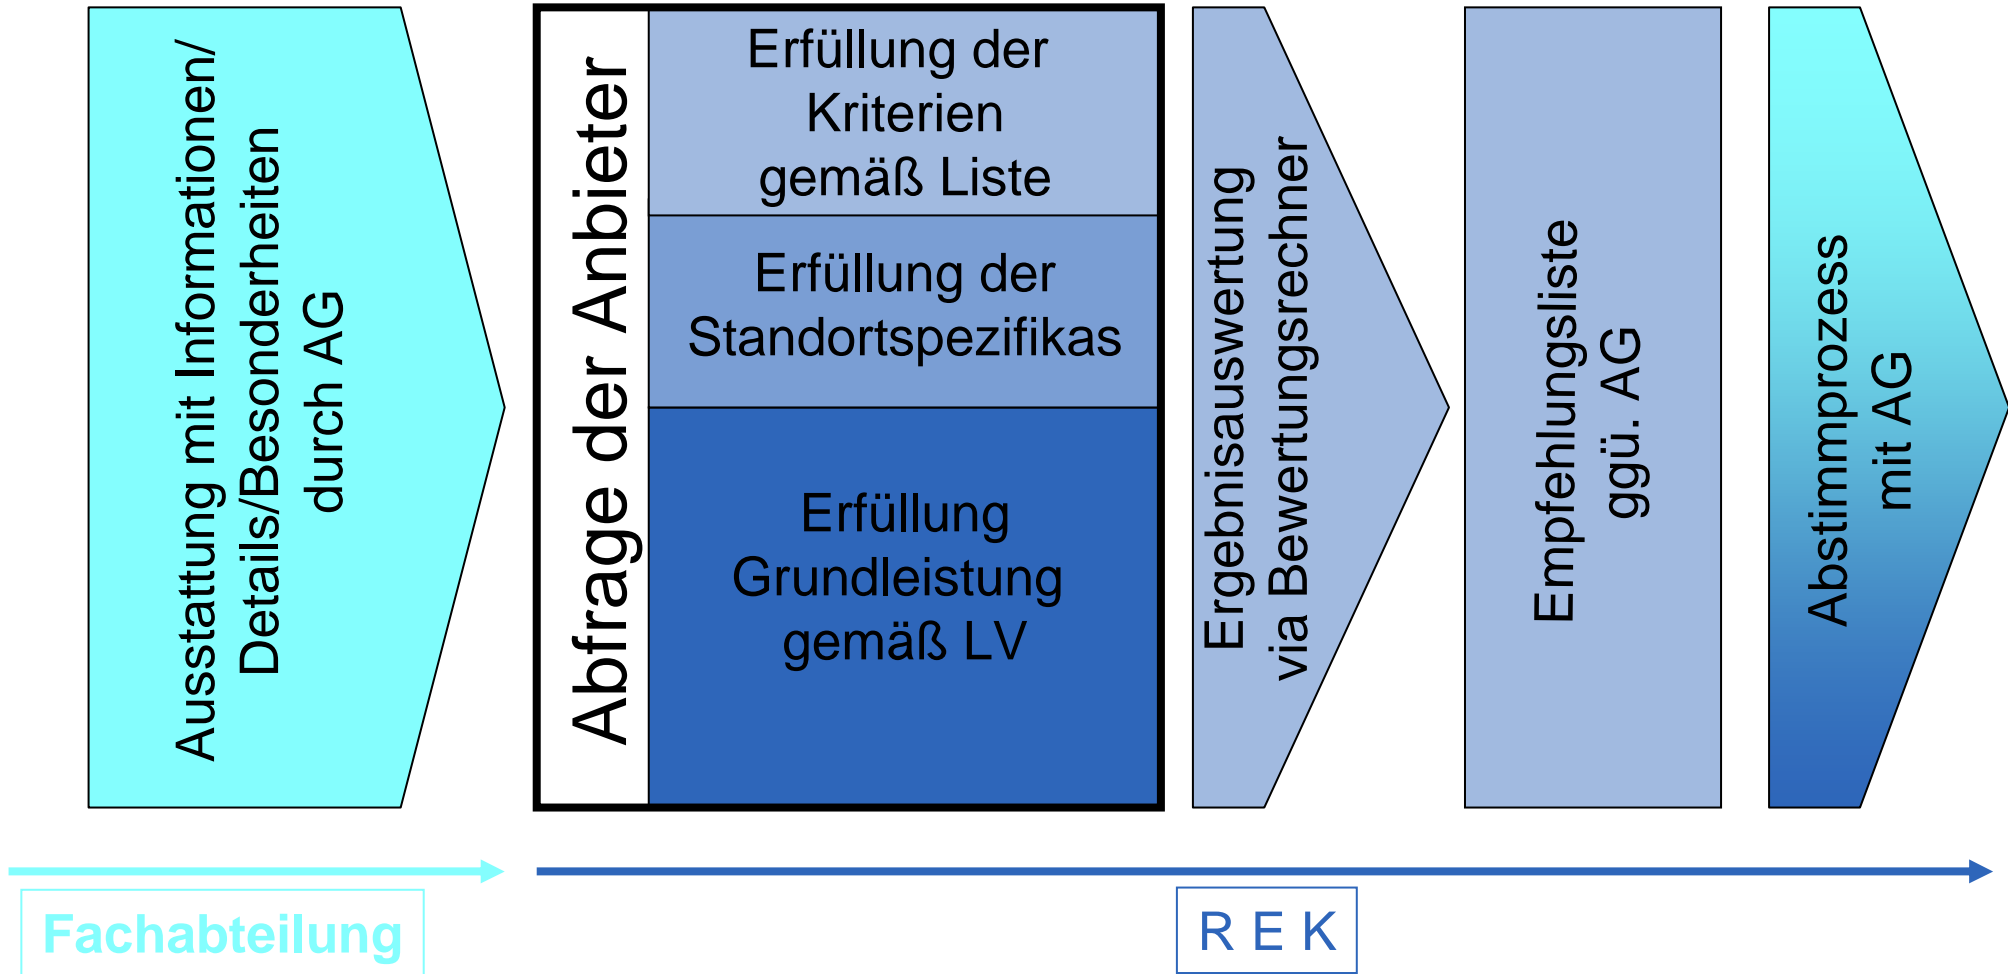 Ausstattung mit Informationen/
Details/Besonderheiten
durch AG
Abfrage der Anbieter
Erfüllung der
Kriterien
gemäß Liste
Erfüllung der
Standortspezifikas
Erfüllung
Grundleistung
gemäß LV
Ergebnisauswertung
via Bewertungsrechner
Empfehlungsliste
ggü. AG
Abstimmprozess
mit AG
Fachabteilung
R E K